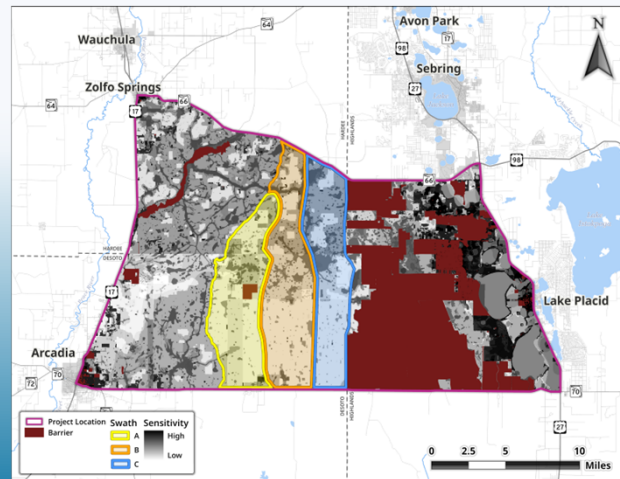 Avon Park
64
17
N
Wauchula
98
Sebring
Zolfo Springs
27
64
66
17
HARDEE
HIGHLANDS
98
66
HARDEE
DESOTO
17
Lake Placid
Arcadia
70
72
70
DESOTO
HIGHLANDS
27
Project Location
Barrier
Swath
A
B
C
Sensitivity
High
Low
0 2.5 5 10
Miles